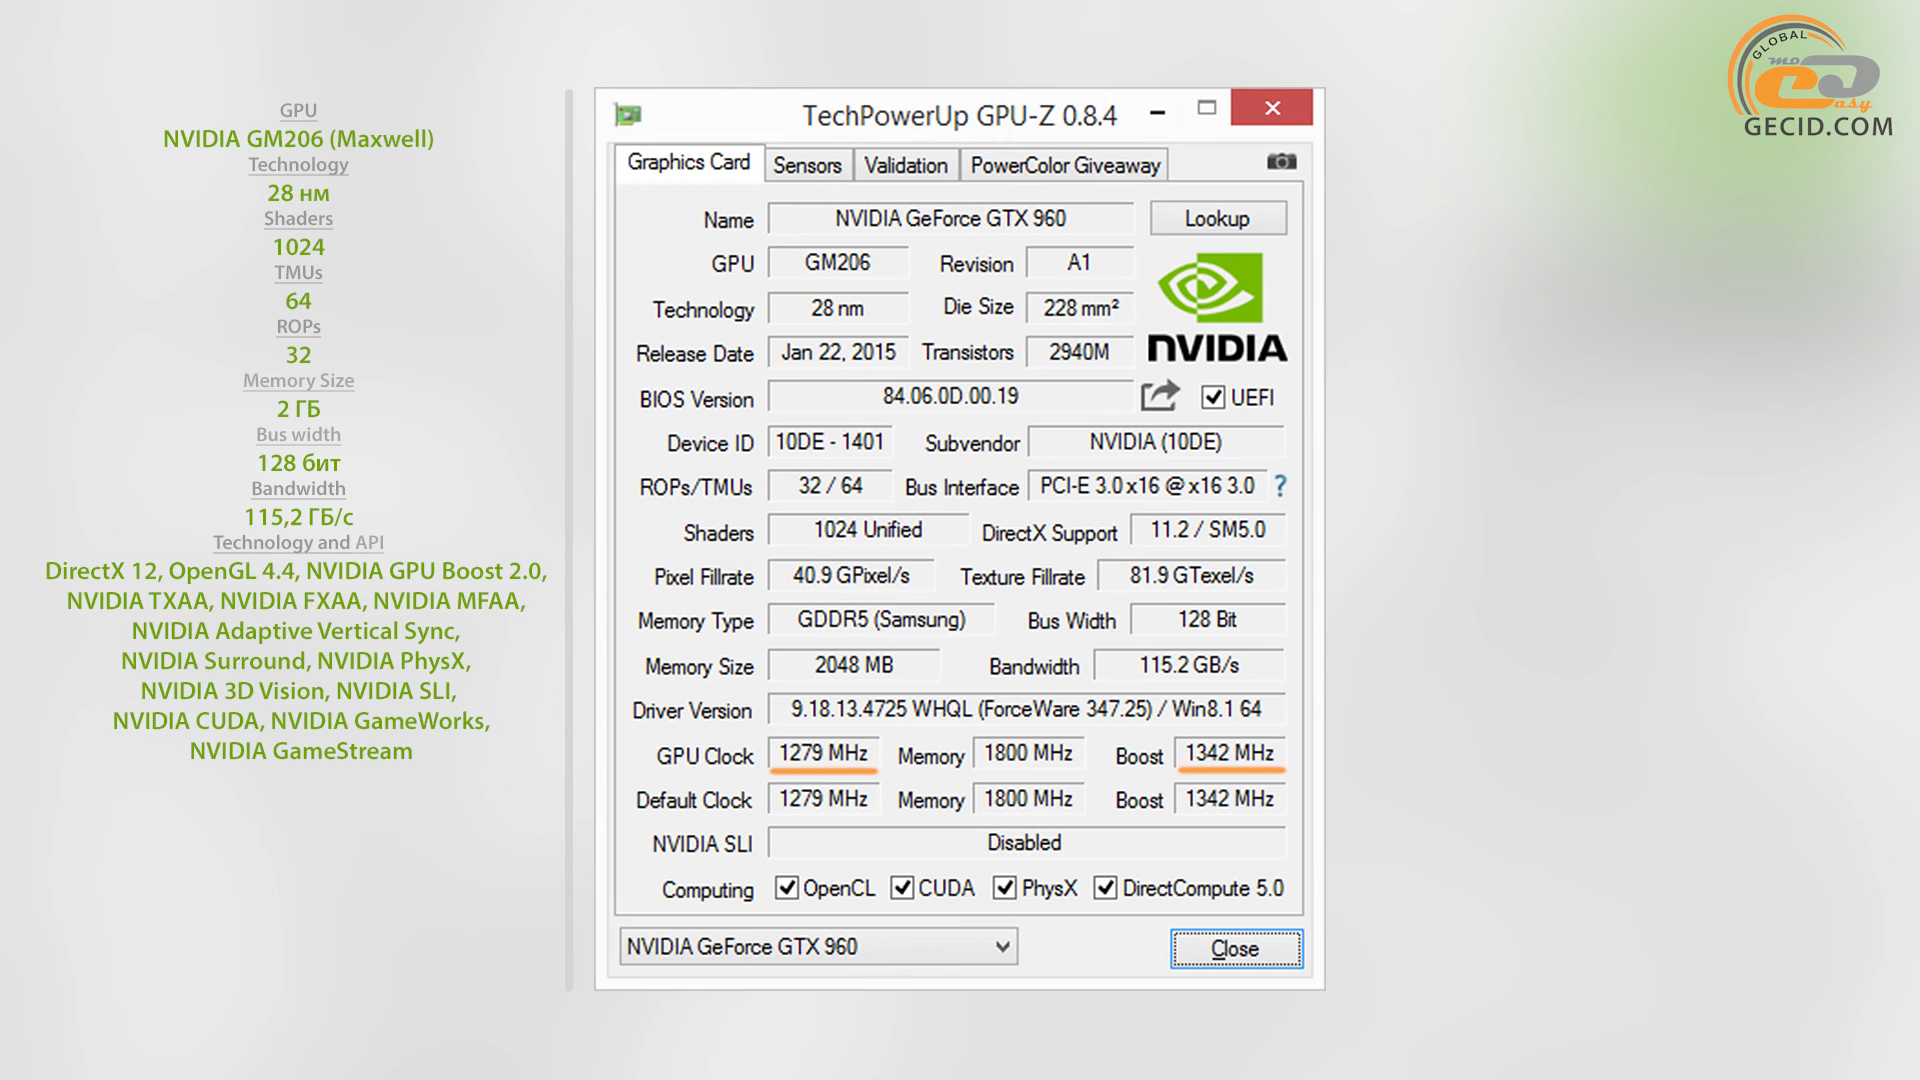 GPU
NVIDIA GM206 (Maxwell)
Technology
28 нм
Shaders
1024
TMUs
64
ROPs
32
Memory Size
2 ГБ
Bus width
128 бит
Bandwidth
115,2 ГБ/с
Technology and API
DirectX 12, OpenGL 4.4, NVIDIA GPU Boost 2.0,
NVIDIA TXAA, NVIDIA FXAA, NVIDIA MFAA,
NVIDIA Adaptive Vertical Sync,
NVIDIA Surround, NVIDIA PhysX,
NVIDIA 3D Vision, NVIDIA SLI,
NVIDIA CUDA, NVIDIA GameWorks,
NVIDIA GameStream
TechPowerUp GPU-Z 0.8.4
Graphics Card Sensors Validation PowerColor Giveaway
Name NVIDIA GeForce GTX 960 Lookup
GPU GM206 Revision A1
Technology 28 nm Die Size 228 mm²
Release Date Jan 22, 2015 Transistors 2940M
NVIDIA
BIOS Version 84.06.0D.00.19 UEFI
Device ID 10DE - 1401 Subvendor NVIDIA (10DE)
ROPs/TMUs 32 / 64 Bus Interface PCI-E 3.0 x16 @ x16 3.0 ?
Shaders 1024 Unified DirectX Support 11.2 / SM5.0
Pixel Fillrate 40.9 GPixel/s Texture Fillrate 81.9 GTexel/s
Memory Type GDDR5 (Samsung) Bus Width 128 Bit
Memory Size 2048 MB Bandwidth 115.2 GB/s
Driver Version 9.18.13.4725 WHQL (ForceWare 347.25) / Win8.1 64
GPU Clock 1279 MHz Memory 1800 MHz Boost 1342 MHz
Default Clock 1279 MHz Memory 1800 MHz Boost 1342 MHz
NVIDIA SLI Disabled
Computing OpenCL CUDA PhysX DirectCompute 5.0
NVIDIA GeForce GTX 960 Close
GLOBAL
asy
GECID.COM